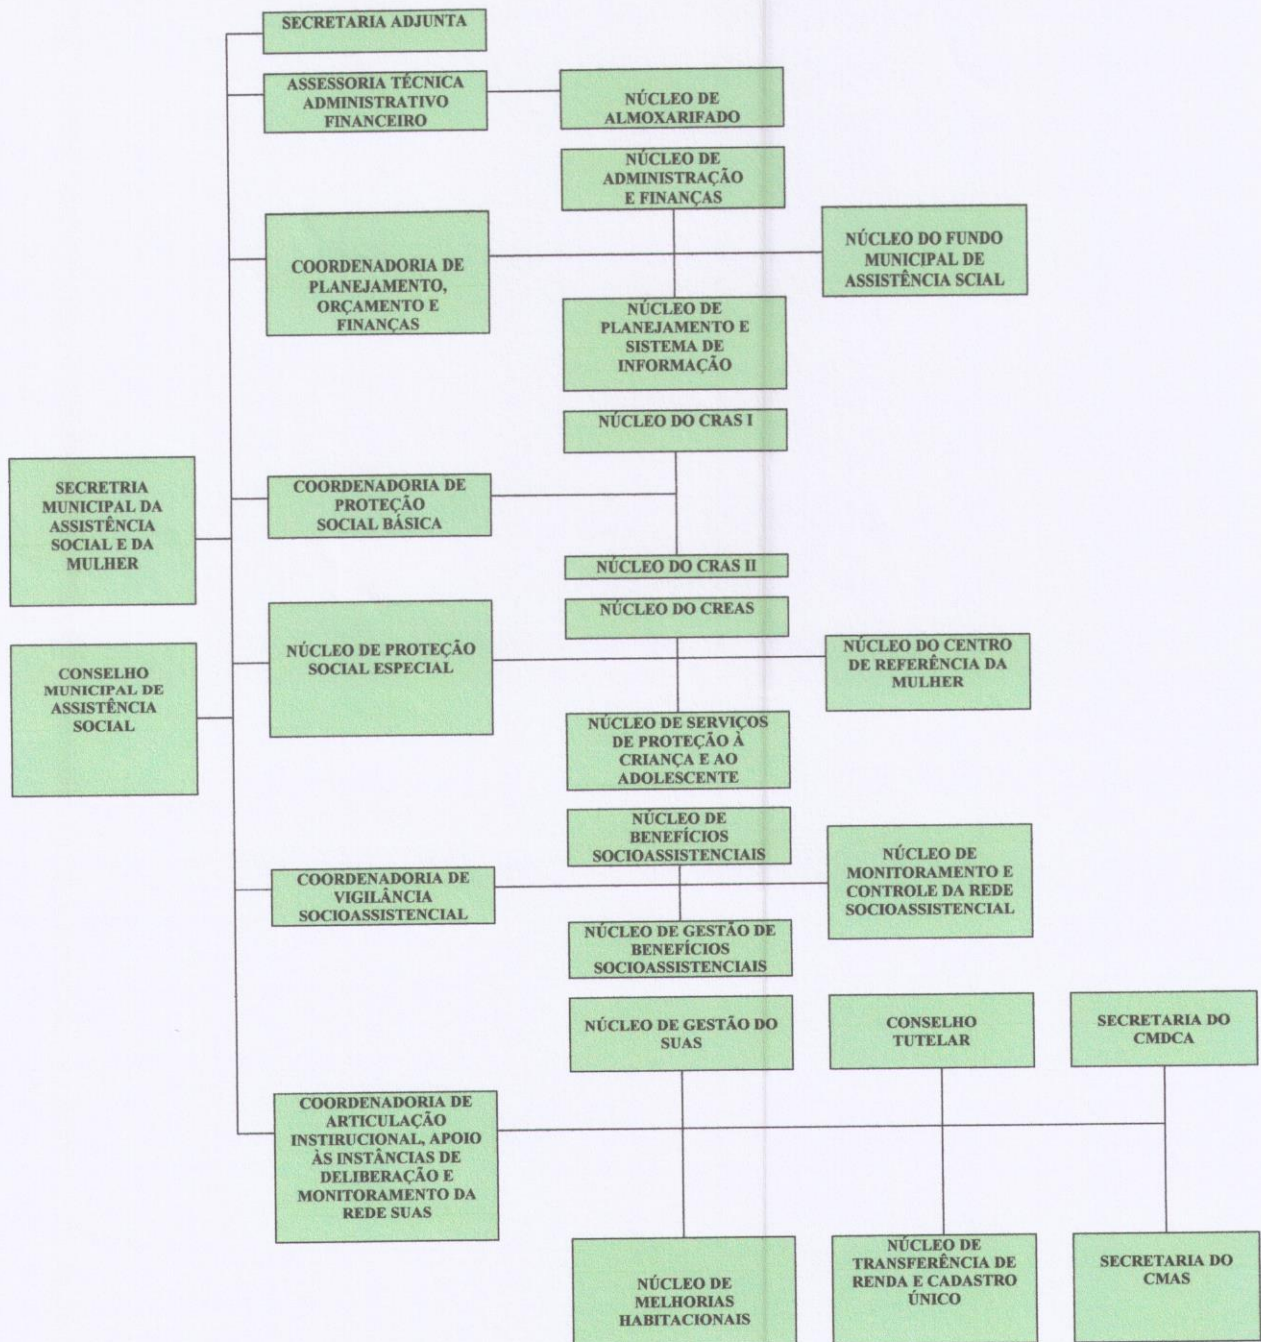 SECRETARIA ADJUNTA
ASSESSORIA TÉCNICA
ADMINISTRATIVO
FINANCEIRO
NÚCLEO DE
ALMOXARIFADO
NÚCLEO DE
ADMINISTRAÇÃO
E FINANÇAS
COORDENADORIA DE
PLANEJAMENTO,
ORÇAMENTO E
FINANÇAS
NÚCLEO DO FUNDO
MUNICIPAL DE
ASSISTÊNCIA SCIAL
NÚCLEO DE
PLANEJAMENTO E
SISTEMA DE
INFORMAÇÃO
NÚCLEO DO CRAS I
SECRETRIA
MUNICIPAL DA
ASSISTÊNCIA
SOCIAL E DA
MULHER
COORDENADORIA DE
PROTEÇÃO
SOCIAL BÁSICA
NÚCLEO DO CRAS II
NÚCLEO DO CREAS
CONSELHO
MUNICIPAL DE
ASSISTÊNCIA
SOCIAL
NÚCLEO DE PROTEÇÃO
SOCIAL ESPECIAL
NÚCLEO DO CENTRO
DE REFERÊNCIA DA
MULHER
NÚCLEO DE SERVIÇOS
DE PROTEÇÃO À
CRIANÇA E AO
ADOLESCENTE
NÚCLEO DE
BENEFÍCIOS
SOCIOASSISTENCIAIS
COORDENADORIA DE
VIGILÂNCIA
SOCIOASSISTENCIAL
NÚCLEO DE
MONITORAMENTO E
CONTROLE DA REDE
SOCIOASSISTENCIAL
NÚCLEO DE GESTÃO DE
BENEFÍCIOS
SOCIOASSISTENCIAIS
NÚCLEO DE GESTÃO DO
SUAS
CONSELHO
TUTELAR
SECRETARIA DO
CMDCA
COORDENADORIA DE
ARTICULAÇÃO
INSTIRUCIONAL, APOIO
ÀS INSTÂNCIAS DE
DELIBERAÇÃO E
MONITORAMENTO DA
REDE SUAS
NÚCLEO DE
MELHORIAS
HABITACIONAIS
NÚCLEO DE
TRANSFERÊNCIA DE
RENDA E CADASTRO
ÚNICO
SECRETARIA DO
CMAS